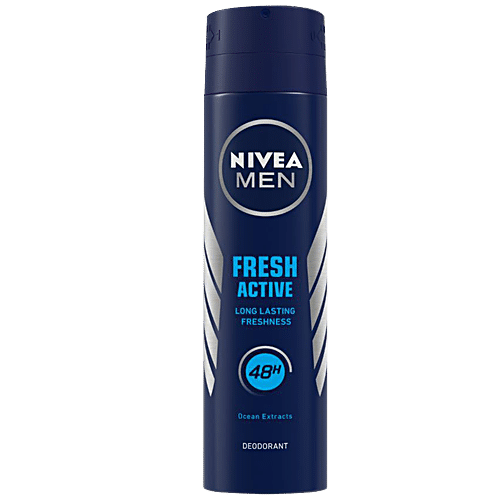 NIVEA
MEN
FRESH
ACTIVE
LONG LASTING
FRESHNESS
48H
Ocean Extracts
DEODORANT